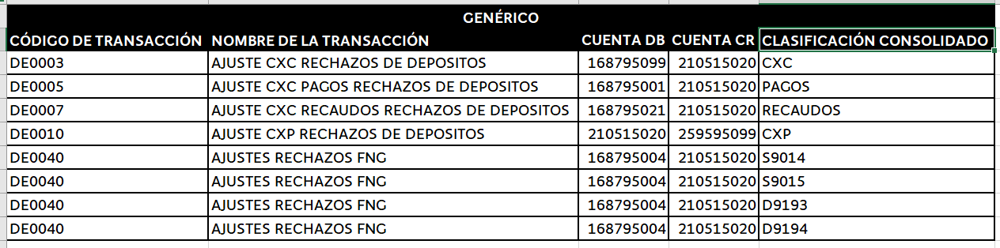 GENÉRICO
CÓDIGO DE TRANSACCIÓN NOMBRE DE LA TRANSACCIÓN CUENTA DB CUENTA CR CLASIFICACIÓN CONSOLIDADO
DE0003 AJUSTE CXC RECHAZOS DE DEPOSITOS 168795099 210515020 CXC
DE0005 AJUSTE CXC PAGOS RECHAZOS DE DEPOSITOS 168795001 210515020 PAGOS
DE0007 AJUSTE CXC RECAUDOS RECHAZOS DE DEPOSITOS 168795021 210515020 RECAUDOS
DE0010 AJUSTE CXP RECHAZOS DE DEPOSITOS 210515020 259595099 CXP
DE0040 AJUSTES RECHAZOS FNG 168795004 210515020 S9014
DE0040 AJUSTES RECHAZOS FNG 168795004 210515020 S9015
DE0040 AJUSTES RECHAZOS FNG 168795004 210515020 D9193
DE0040 AJUSTES RECHAZOS FNG 168795004 210515020 D9194